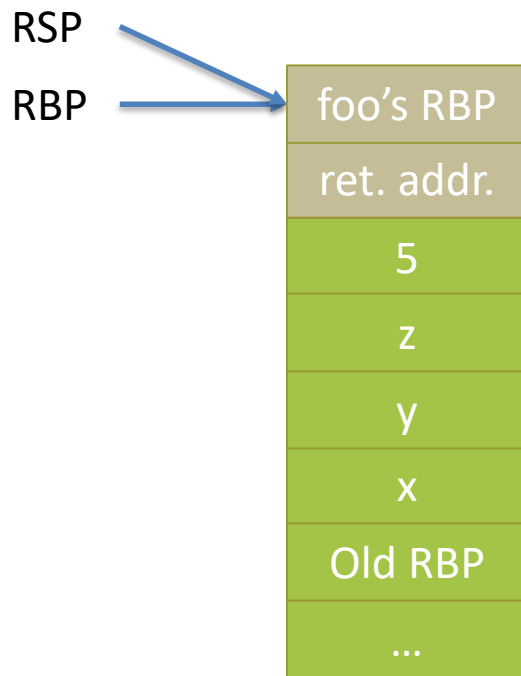 RSP
RBP
foo’s RBP
ret. addr.
5
z
y
x
Old RBP
...